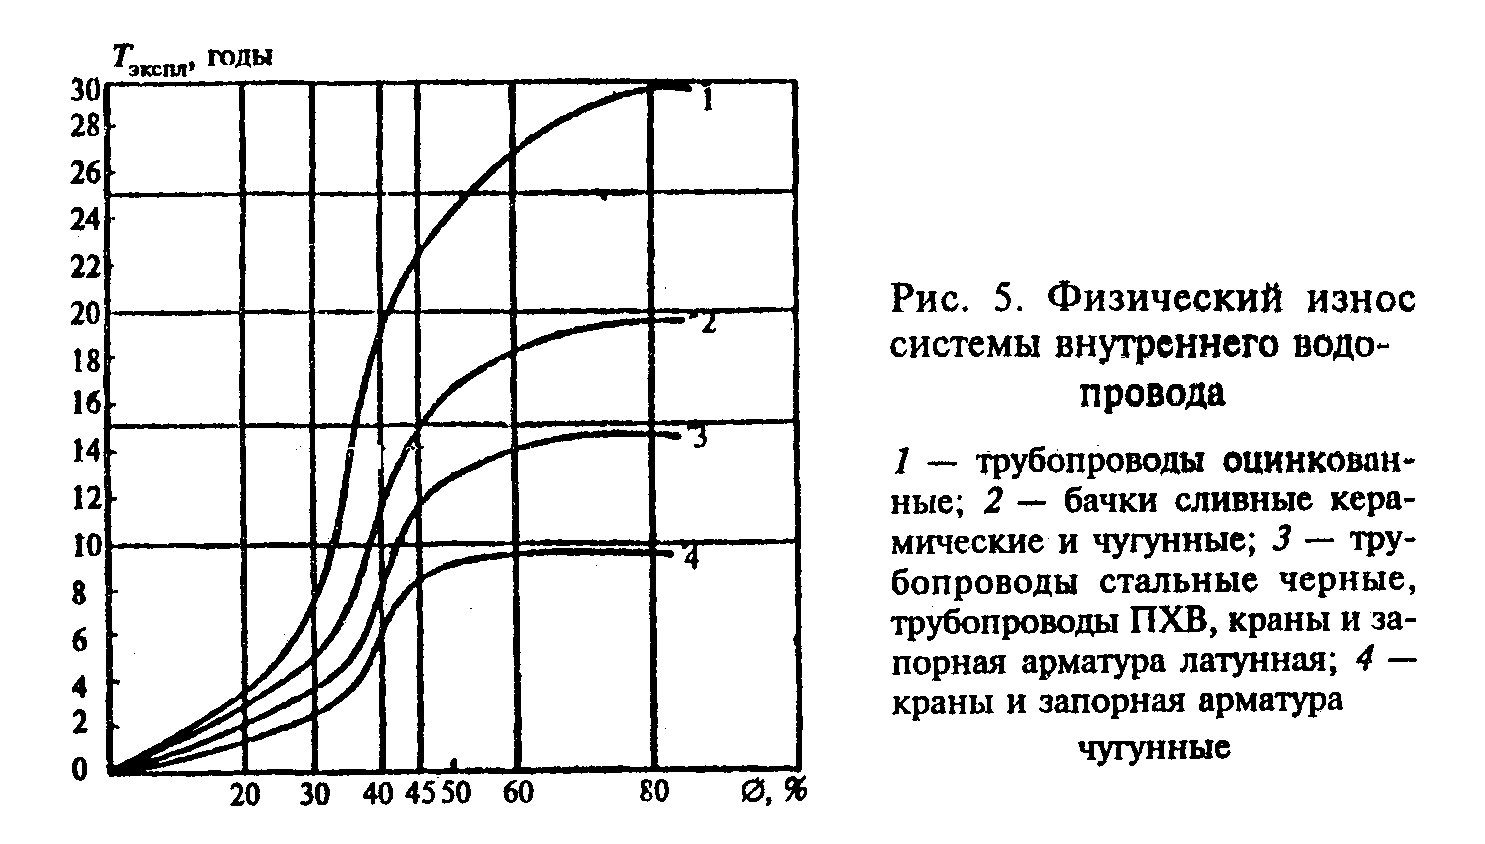 Tэкспл, годы
30
28
26
24
22
20
18
16
14
12
10
8
6
4
2
0
1
2
3
4
20 30 40 45 50 60 80 Ø, %
Рис. 5. Физический износ
системы внутреннего водо-
провода
1 — трубопроводы оцинкован-
ные; 2 — бачки сливные кера-
мические и чугунные; 3 — тру-
бопроводы стальные черные,
трубопроводы ПХВ, краны и за-
порная арматура латунная; 4 —
краны и запорная арматура
чугунные